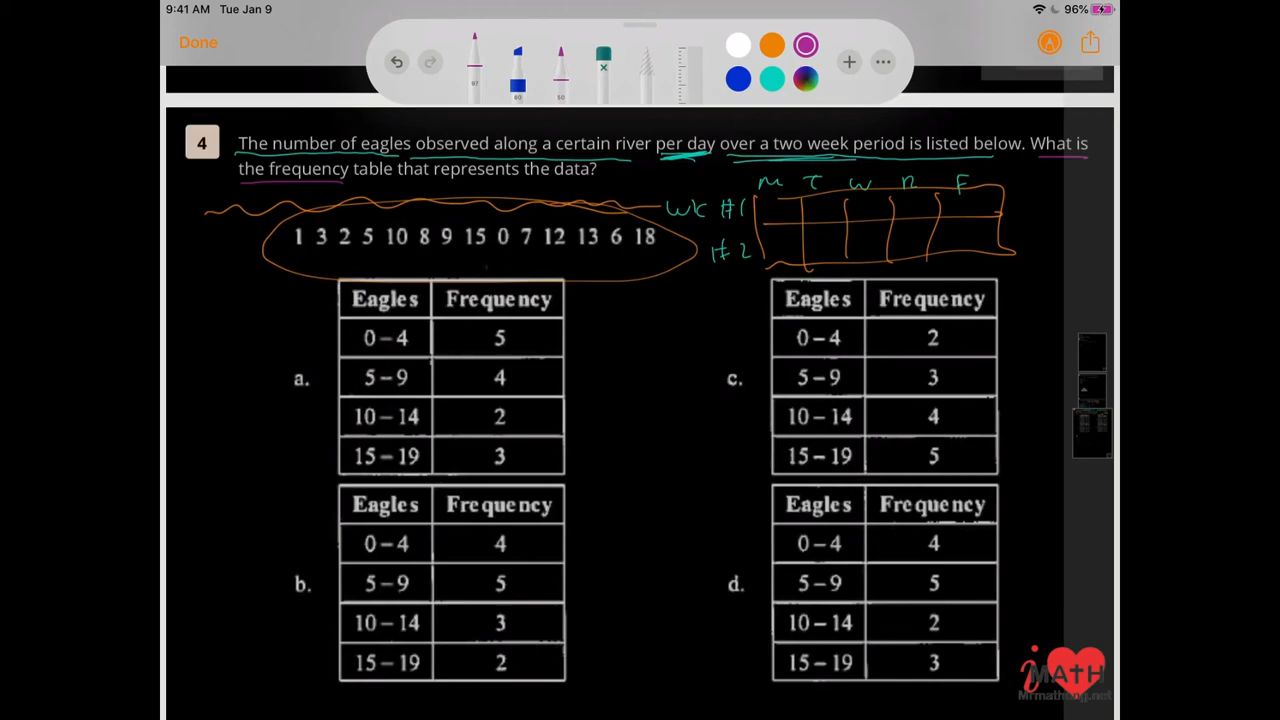 9:41 AM Tue Jan 9
96%
Done
97
80
50
4
The number of eagles observed along a certain river per day over a two week period is listed below. What is
the frequency table that represents the data?
M T W R F
WK #1
#2
1 3 2 5 10 8 9 15 0 7 12 13 6 18
a.
Eagles Frequency
0 – 4 5
5 – 9 4
10 – 14 2
15 – 19 3
b.
Eagles Frequency
0 – 4 4
5 – 9 5
10 – 14 3
15 – 19 2
c.
Eagles Frequency
0 – 4 2
5 – 9 3
10 – 14 4
15 – 19 5
d.
Eagles Frequency
0 – 4 4
5 – 9 5
10 – 14 2
15 – 19 3
i
MATH
Mrmathblog.net